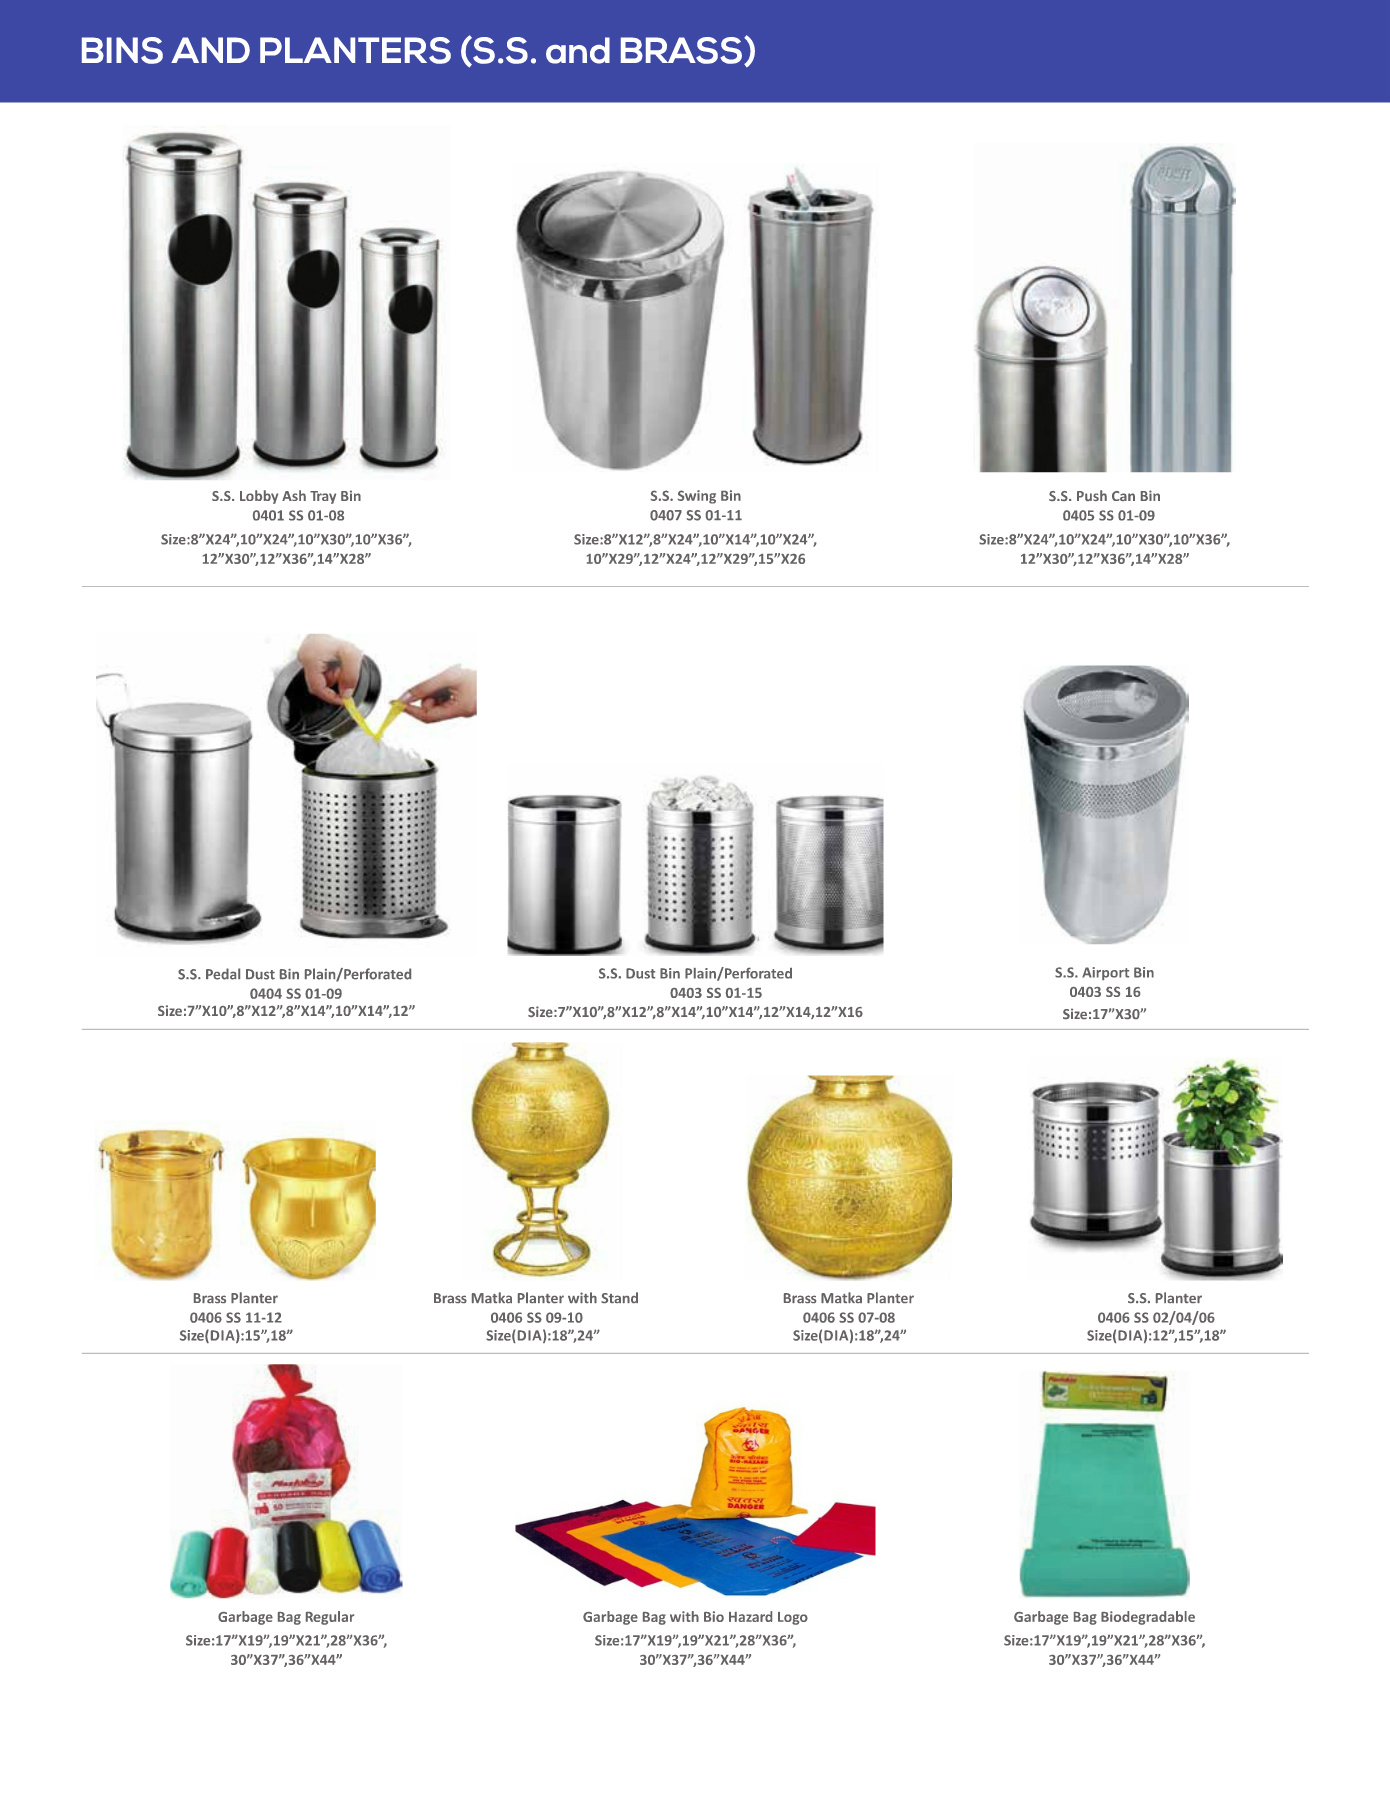 BINS AND PLANTERS (S.S. and BRASS)
PUSH
S.S. Lobby Ash Tray Bin
0401 SS 01-08
Size:8”X24”,10”X24”,10”X30”,10”X36”,
12”X30”,12”X36”,14”X28”
S.S. Swing Bin
0407 SS 01-11
Size:8”X12”,8”X24”,10”X14”,10”X24”,
10”X29”,12”X24”,12”X29”,15”X26
S.S. Push Can Bin
0405 SS 01-09
Size:8”X24”,10”X24”,10”X30”,10”X36”,
12”X30”,12”X36”,14”X28”
S.S. Pedal Dust Bin Plain/Perforated
0404 SS 01-09
Size:7”X10”,8”X12”,8”X14”,10”X14”,12”
S.S. Dust Bin Plain/Perforated
0403 SS 01-15
Size:7”X10”,8”X12”,8”X14”,10”X14”,12”X14,12”X16
S.S. Airport Bin
0403 SS 16
Size:17”X30”
Brass Planter
0406 SS 11-12
Size(DIA):15”,18”
Brass Matka Planter with Stand
0406 SS 09-10
Size(DIA):18”,24”
Brass Matka Planter
0406 SS 07-08
Size(DIA):18”,24”
S.S. Planter
0406 SS 02/04/06
Size(DIA):12”,15”,18”
GARBAGE BAGS
50
DANGER
BIO-HAZARD
DANGER
Garbage Bag Regular
Size:17”X19”,19”X21”,28”X36”,
30”X37”,36”X44”
Garbage Bag with Bio Hazard Logo
Size:17”X19”,19”X21”,28”X36”,
30”X37”,36”X44”
Garbage Bag Biodegradable
Size:17”X19”,19”X21”,28”X36”,
30”X37”,36”X44”